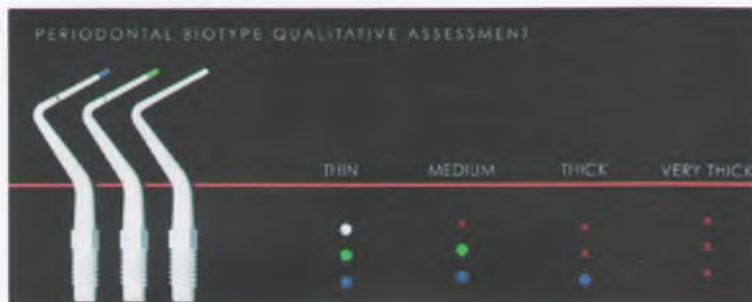 PERIODONTAL BIOTYPE QUALITATIVE ASSESSMENT
THIN MEDIUM THICK VERY THICK